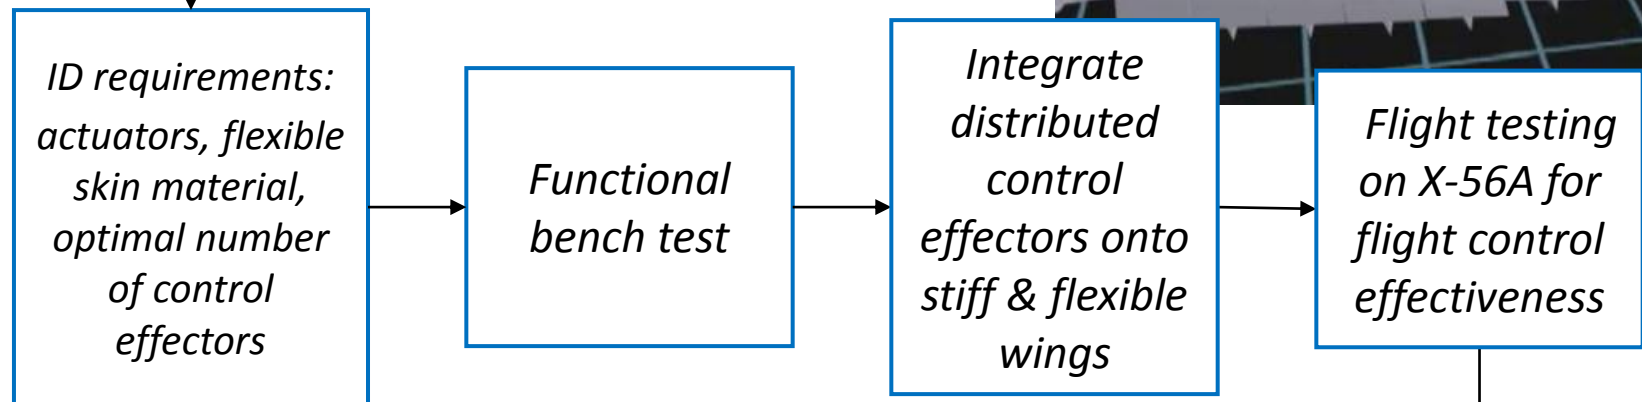 ID requirements:
actuators, flexible
skin material,
optimal number
of control
effectors
Functional
bench test
Integrate
distributed
control
effectors onto
stiff & flexible
wings
Flight testing
on X-56A for
flight control
effectiveness